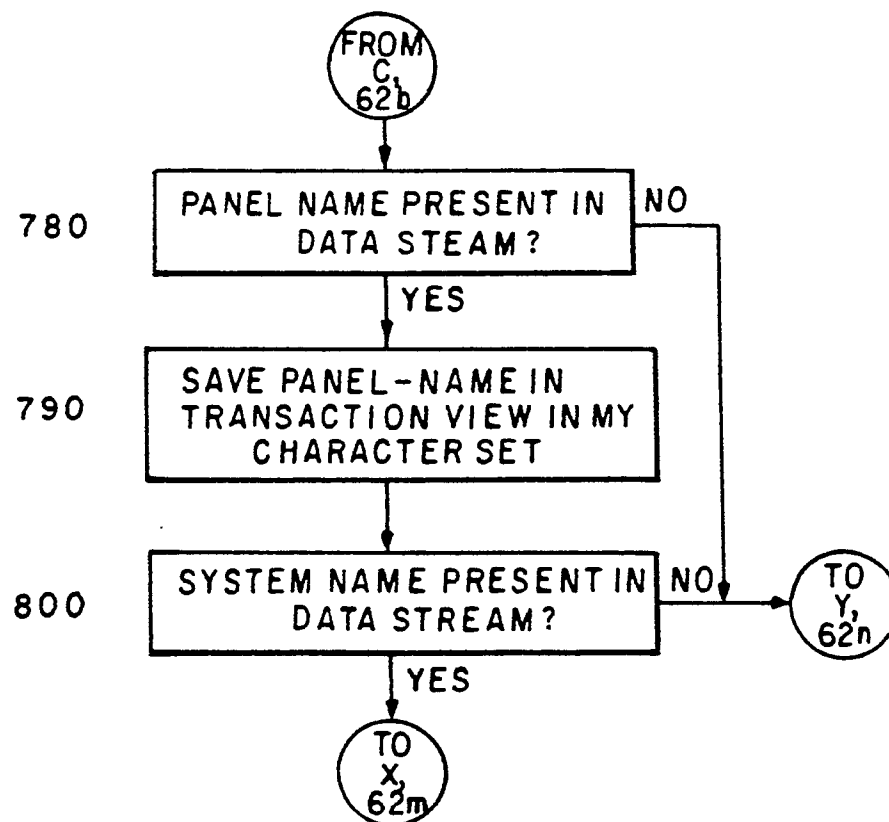 FROM
C,
62b
780
PANEL NAME PRESENT IN
DATA STEAM?
NO
YES
790
SAVE PANEL-NAME IN
TRANSACTION VIEW IN MY
CHARACTER SET
800
SYSTEM NAME PRESENT IN
DATA STREAM?
NO
TO
Y,
62n
YES
TO
X,
62m